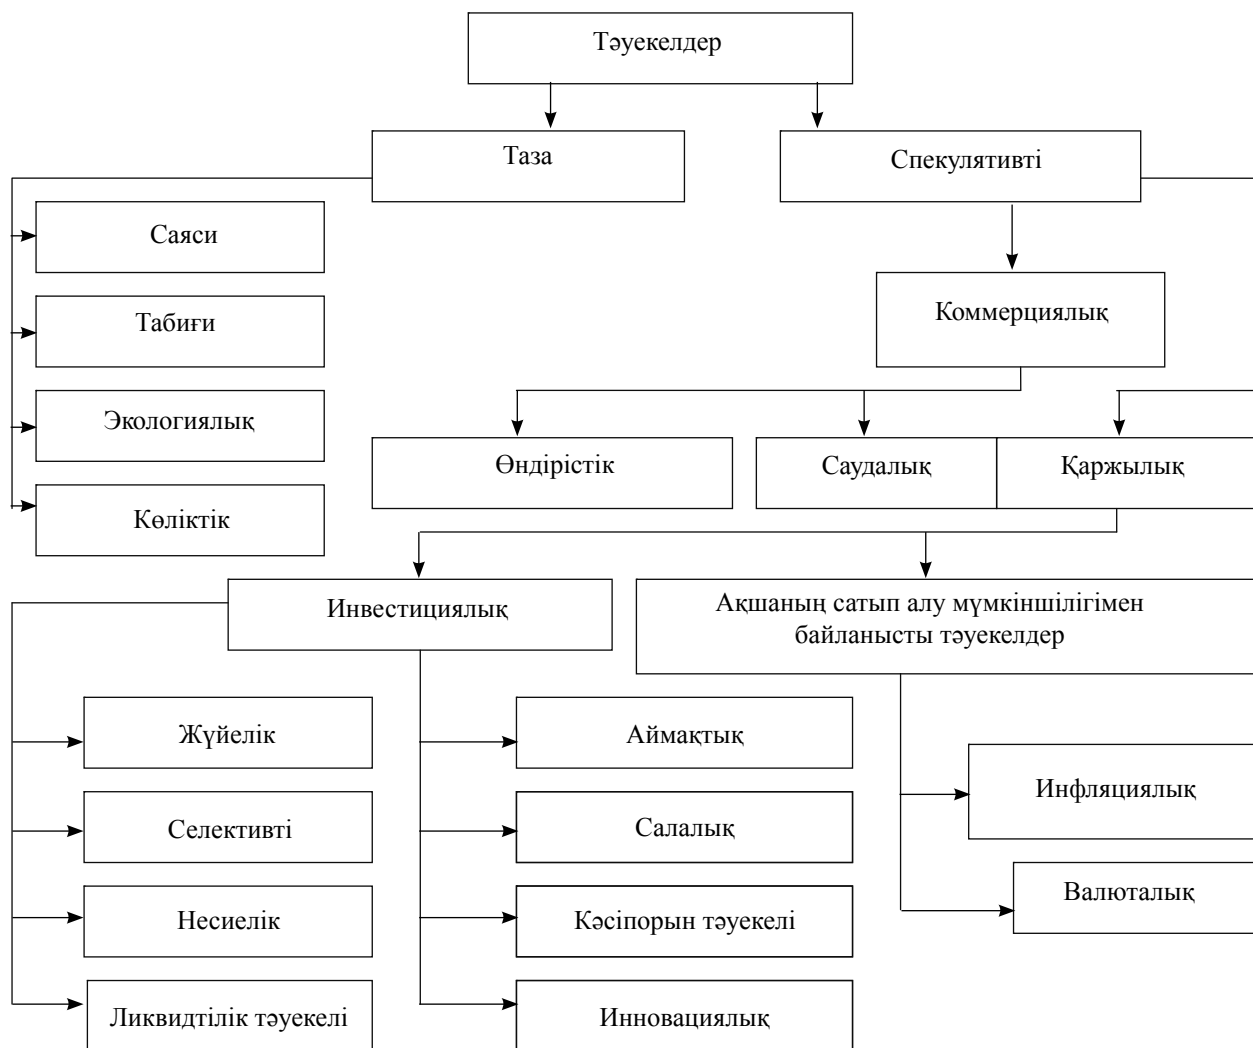 Тәуекелдер
Таза
Спекулятивті
Саяси
Табиғи
Экологиялық
Көліктік
Коммерциялық
Өндірістік
Саудалық
Қаржылық
Инвестициялық
Ақшаның сатып алу мүмкіншілігімен
байланысты тәуекелдер
Жүйелік
Селективті
Несиелік
Ликвидтілік тәуекелі
Аймақтық
Салалық
Кәсіпорын тәуекелі
Инновациялық
Инфляциялық
Валюталық